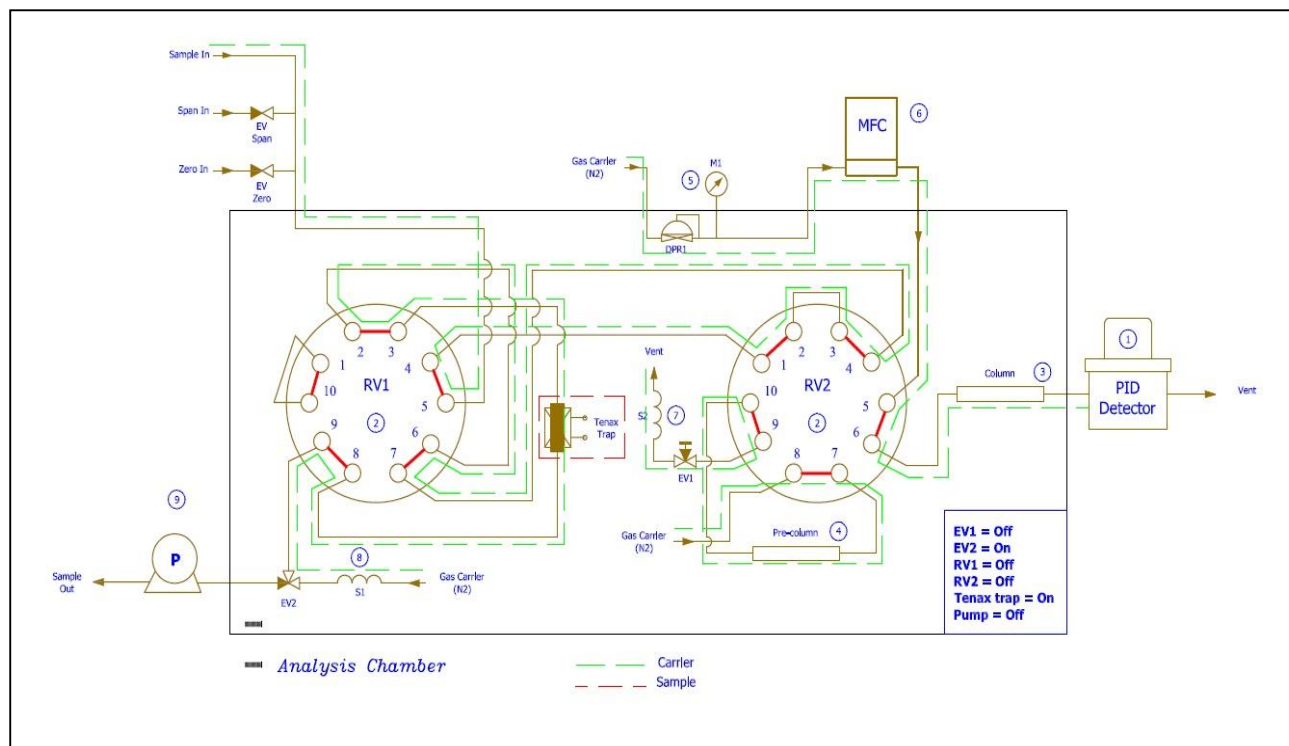 Sample In
Span In
EV
Span
Zero In
EV
Zero
Gas Carrier
(N2)
M1
5
DPR1
MFC
6
1
2
3
4
5
6
7
8
9
10
RV1
2
Tenax
Trap
Vent
S2
7
EV1
1
2
3
4
5
6
7
8
9
10
RV2
2
Column
3
1
PID
Detector
Vent
Gas Carrier
(N2)
Pre-column
4
9
P
Sample
Out
EV2
8
S1
Gas Carrier
(N2)
EV1 = Off
EV2 = On
RV1 = Off
RV2 = Off
Tenax trap = On
Pump = Off
Analysis Chamber
Carrier
Sample